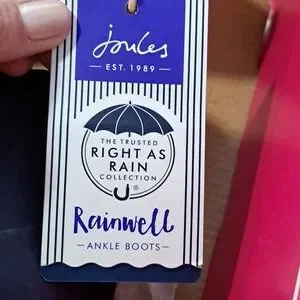 joules
EST. 1989
THE TRUSTED
RIGHT AS
RAIN
COLLECTION
®
Rainwell
ANKLE BOOTS